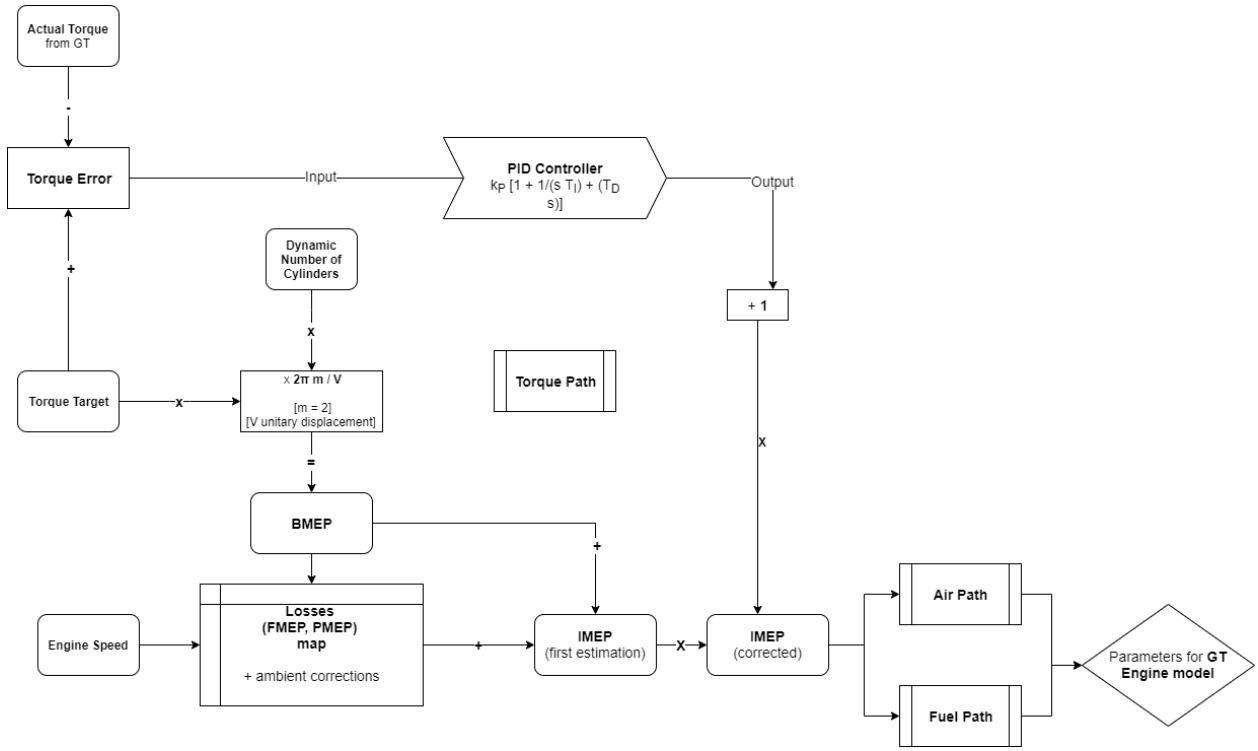 Actual Torque
from GT
-
Torque Error
Input
PID Controller
kP [1 + 1/(s TI) + (TD
s)]
Output
+
Dynamic
Number of
Cylinders
x
+ 1
Torque Target
x
x 2π m / V
[m = 2]
[V unitary displacement]
Torque Path
x
=
BMEP
+
Engine Speed
Losses
(FMEP, PMEP)
map
+ ambient corrections
+
IMEP
(first estimation)
x
IMEP
(corrected)
Air Path
Fuel Path
Parameters for GT
Engine model